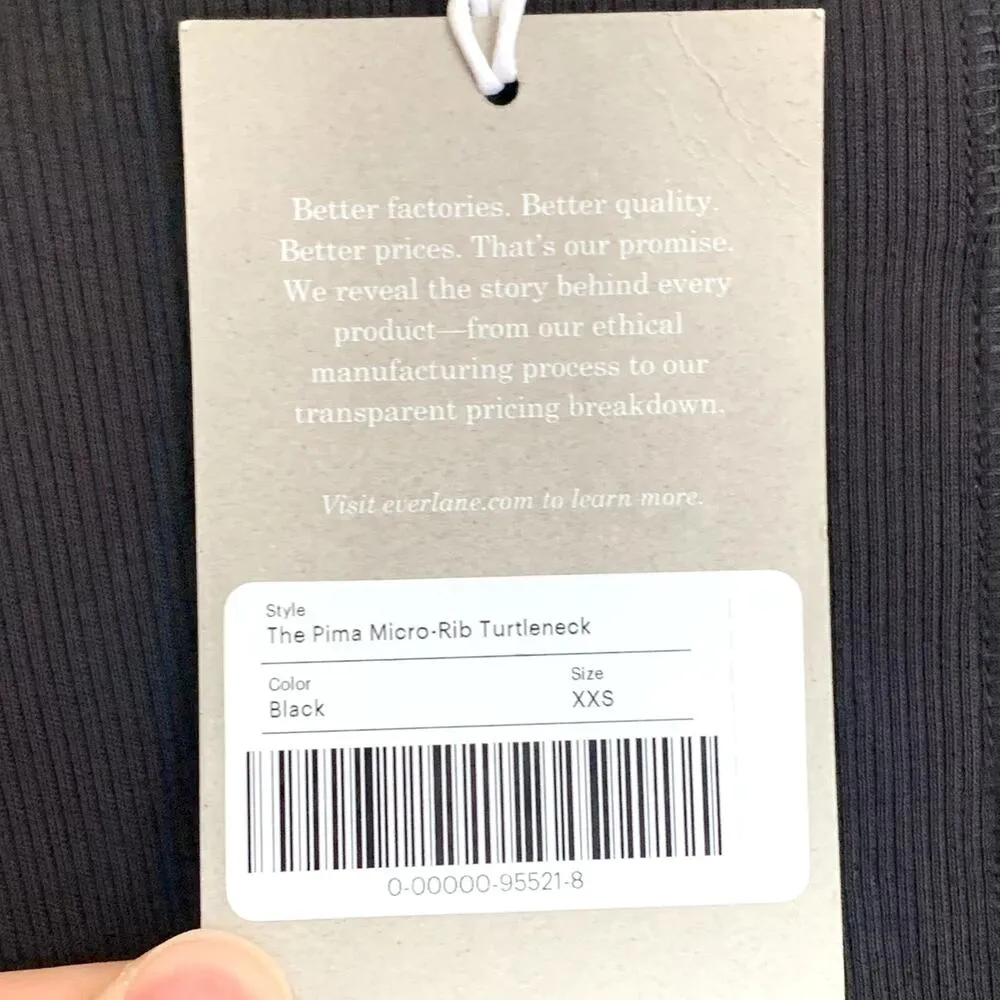 Better factories. Better quality.
Better prices. That's our promise.
We reveal the story behind every
product—from our ethical
manufacturing process to our
transparent pricing breakdown.
Visit everlane.com to learn more.
Style
The Pima Micro-Rib Turtleneck
Color
Black
Size
XXS
0-00000-95521-8